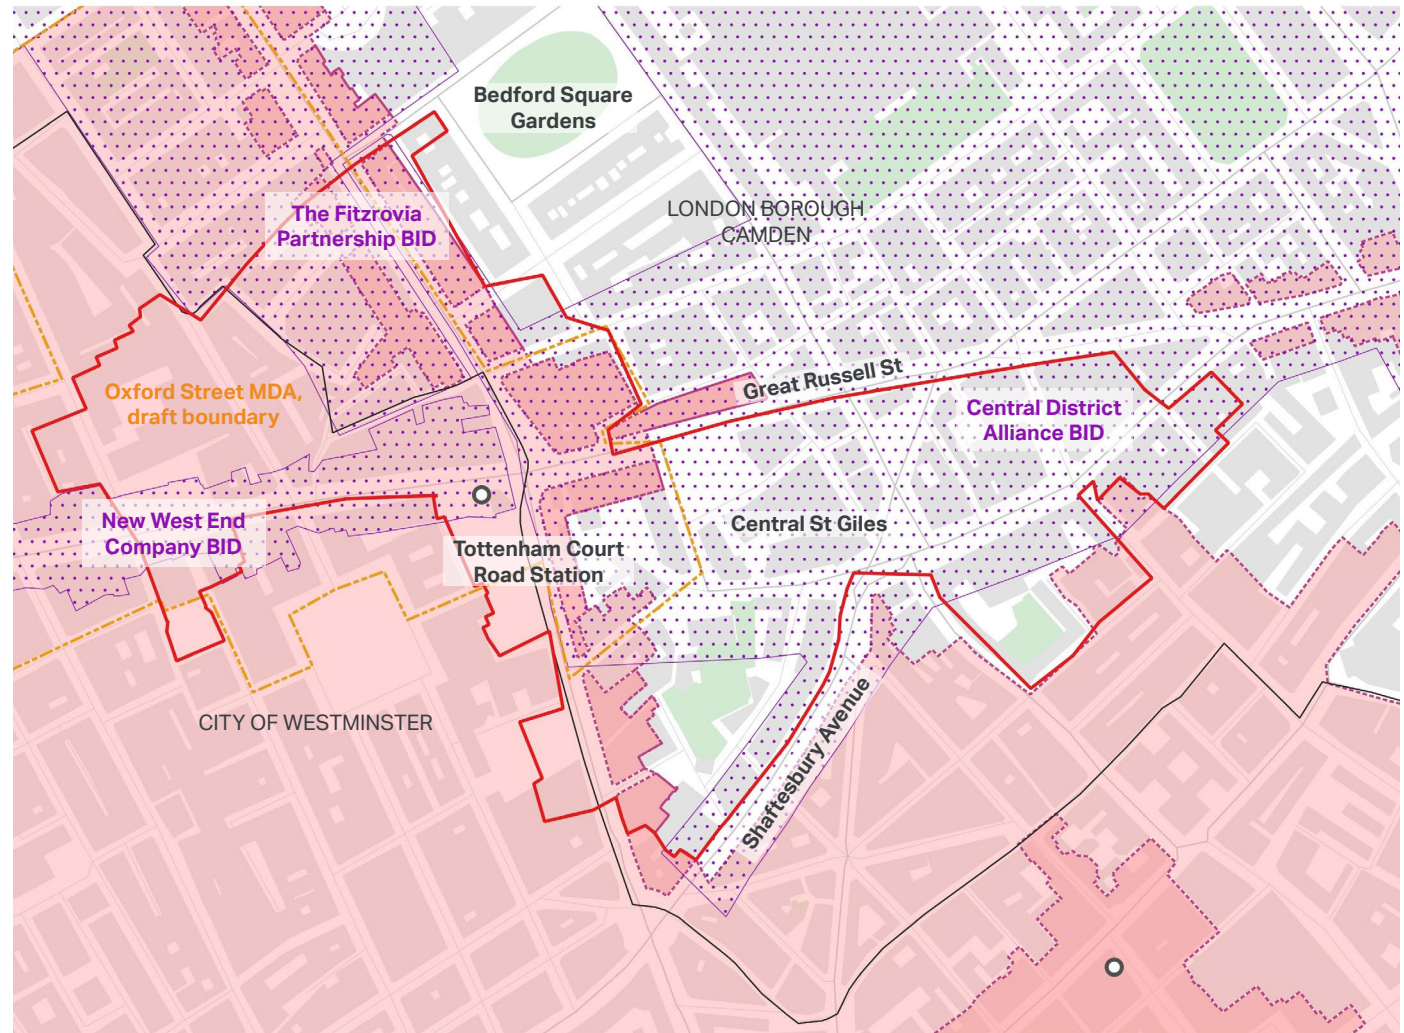 Bedford Square
Gardens
LONDON BOROUGH
CAMDEN
The Fitzrovia
Partnership BID
Great Russell St
Oxford Street MDA,
draft boundary
Central District
Alliance BID
New West End
Company BID
Central St Giles
Tottenham Court
Road Station
CITY OF WESTMINSTER
Shaftesbury Avenue